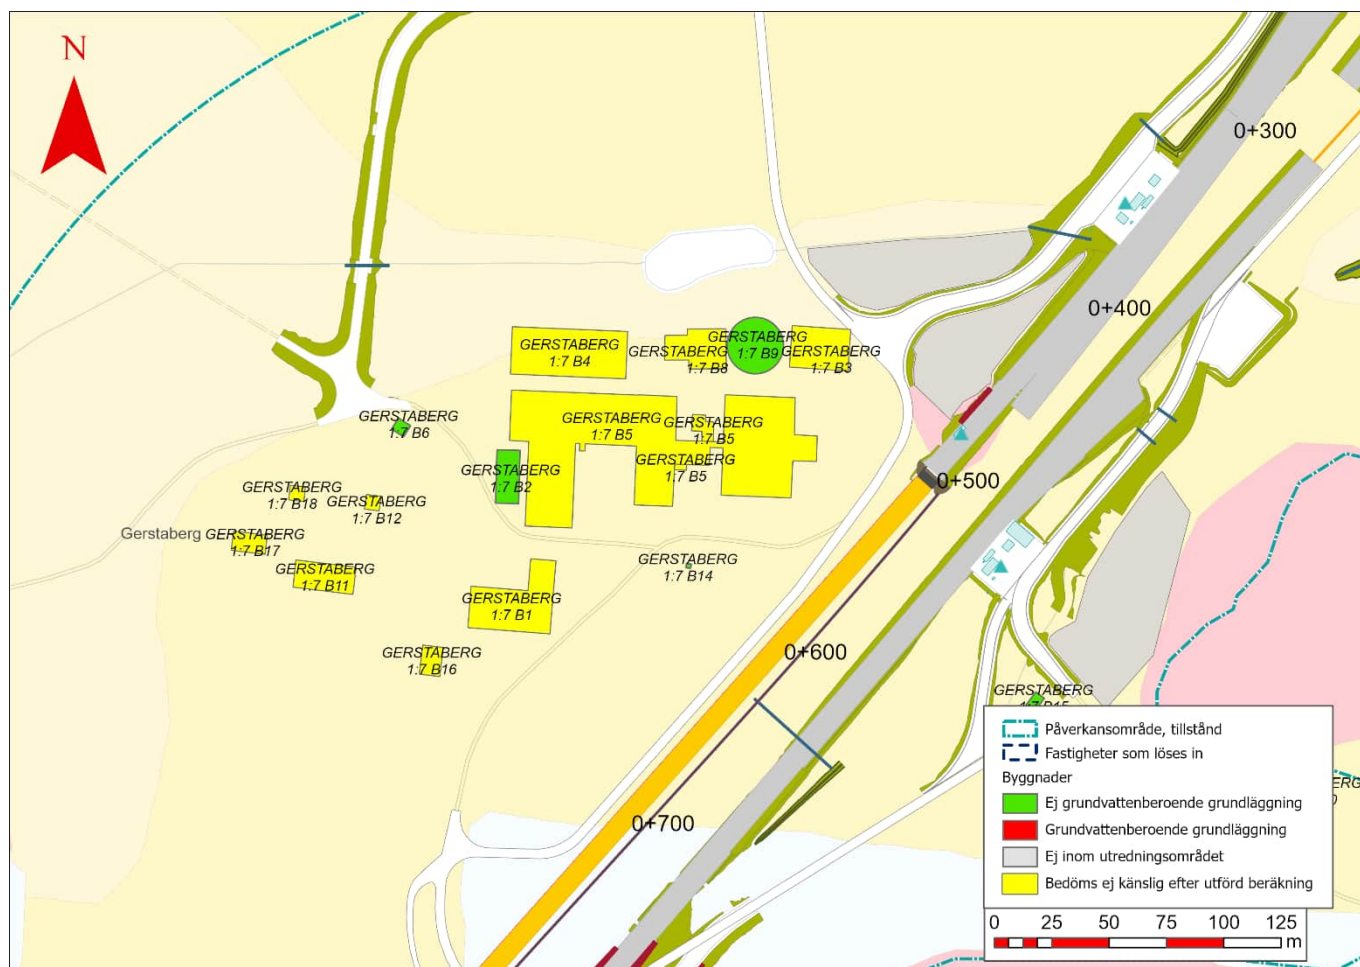 N
0+300
0+400
GERSTABERG
1:7 B9
GERSTABERG
1:7 B4
GERSTABERG
1:7 B8
GERSTABERG
1:7 B3
GERSTABERG
1:7 B6
GERSTABERG
1:7 B5
GERSTABERG
1:7 B5
GERSTABERG
1:7 B5
GERSTABERG
1:7 B2
0+500
GERSTABERG
1:7 B18
GERSTABERG
1:7 B12
Gerstaberg
GERSTABERG
1:7 B17
GERSTABERG
1:7 B11
GERSTABERG
1:7 B14
GERSTABERG
1:7 B1
GERSTABERG
1:7 B16
0+600
GERSTABERG
1:7 B15
0+700
Påverkansområde, tillstånd
Fastigheter som löses in
Byggnader
Ej grundvattenberoende grundläggning
Grundvattenberoende grundläggning
Ej inom utredningsområdet
Bedöms ej känslig efter utförd beräkning
0 25 50 75 100 125
m